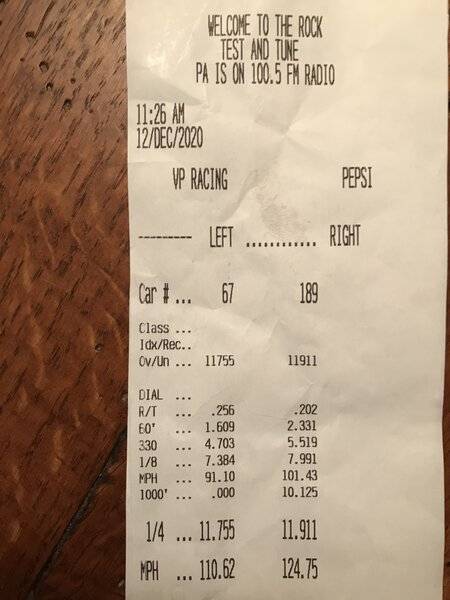 WELCOME TO THE ROCK
TEST AND TUNE
PA IS ON 100.5 FM RADIO
11:26 AM
12/DEC/2020
VP RACING PEPSI
--------- LEFT ............ RIGHT
Car # ... 67 189
Class ...
Idx/Rec..
Ov/Un ... 11755 11911
DIAL ...
R/T ... .256 .202
60' ... 1.609 2.331
330 ... 4.703 5.519
1/8 ... 7.384 7.991
MPH ... 91.10 101.43
1000' ... .000 10.125
1/4 ... 11.755 11.911
MPH ... 110.62 124.75